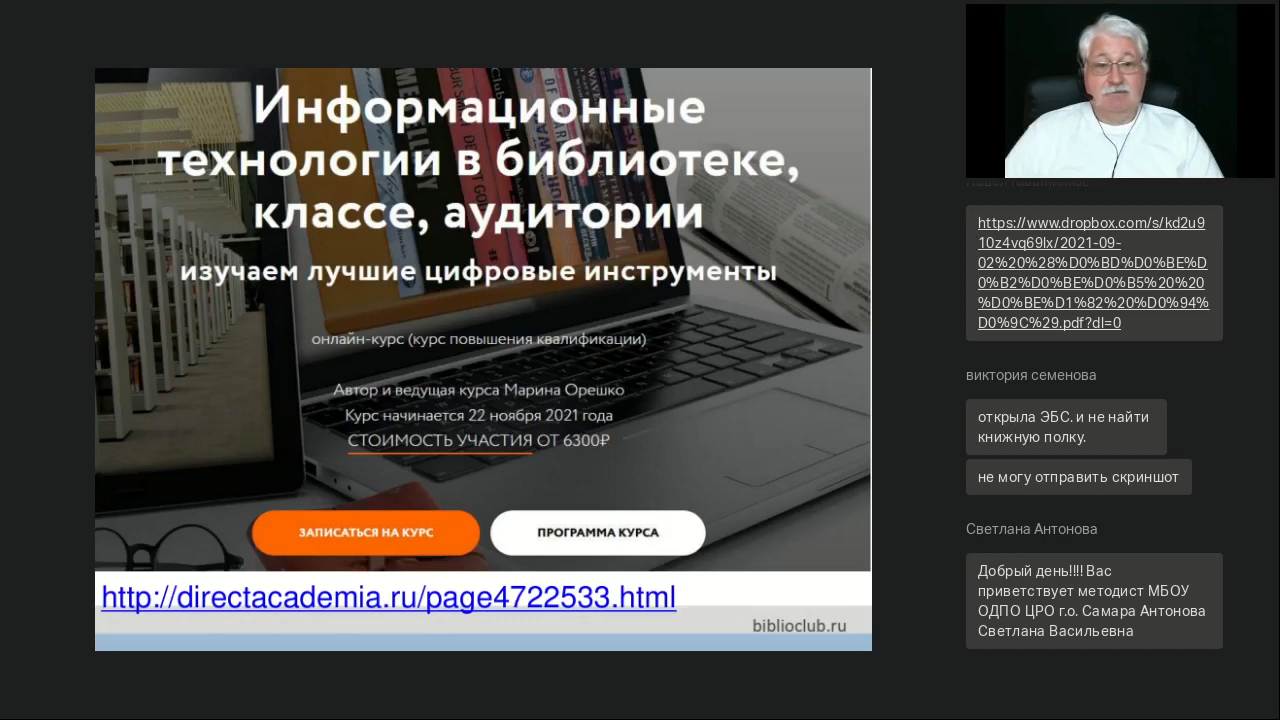 Информационные
технологии в библиотеке,
классе, аудитории
изучаем лучшие цифровые инструменты
онлайн-курс (курс повышения квалификации)
Автор и ведущая курса Марина Орешко
Курс начинается 22 ноября 2021 года
СТОИМОСТЬ УЧАСТИЯ ОТ 6300₽
ЗАПИСАТЬСЯ НА КУРС
ПРОГРАММА КУРСА
http://directacademia.ru/page4722533.html
biblioclub.ru
https://www.dropbox.com/s/kd2u9
10z4vq69lx/2021-09-
02%20%28%D0%BD%D0%BE%D
0%B2%D0%BE%D0%B5%20%20
%D0%BE%D1%82%20%D0%94%
D0%9C%29.pdf?dl=0
виктория семенова
открыла ЭБС. и не найти
книжную полку.
не могу отправить скриншот
Светлана Антонова
Добрый день!!!! Вас
приветствует методист МБОУ
ОДПО ЦРО г.о. Самара Антонова
Светлана Васильевна